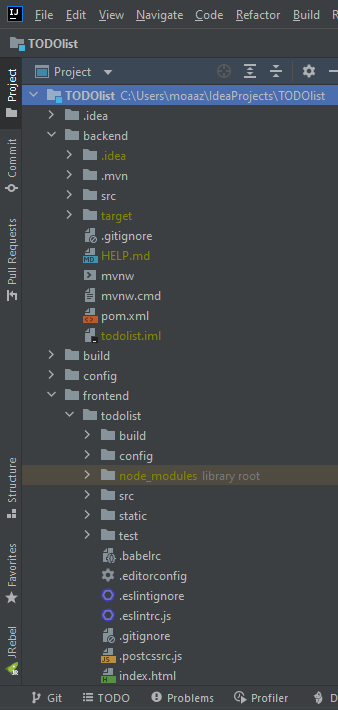 File Edit View Navigate Code Refactor Build
TODOlist
Project
TODOlist C:\Users\moaaz\IdeaProjects\TODOlist
.idea
backend
.idea
.mvn
src
target
.gitignore
HELP.md
mvnw
mvnw.cmd
pom.xml
todolist.iml
build
config
frontend
todolist
build
config
node_modules library root
src
static
test
.babelrc
.editorconfig
.eslintignore
.eslintrc.js
.gitignore
.postcssrc.js
index.html
Project
Commit
Pull Requests
Structure
Favorites
JRebel
Git TODO Problems Profiler D